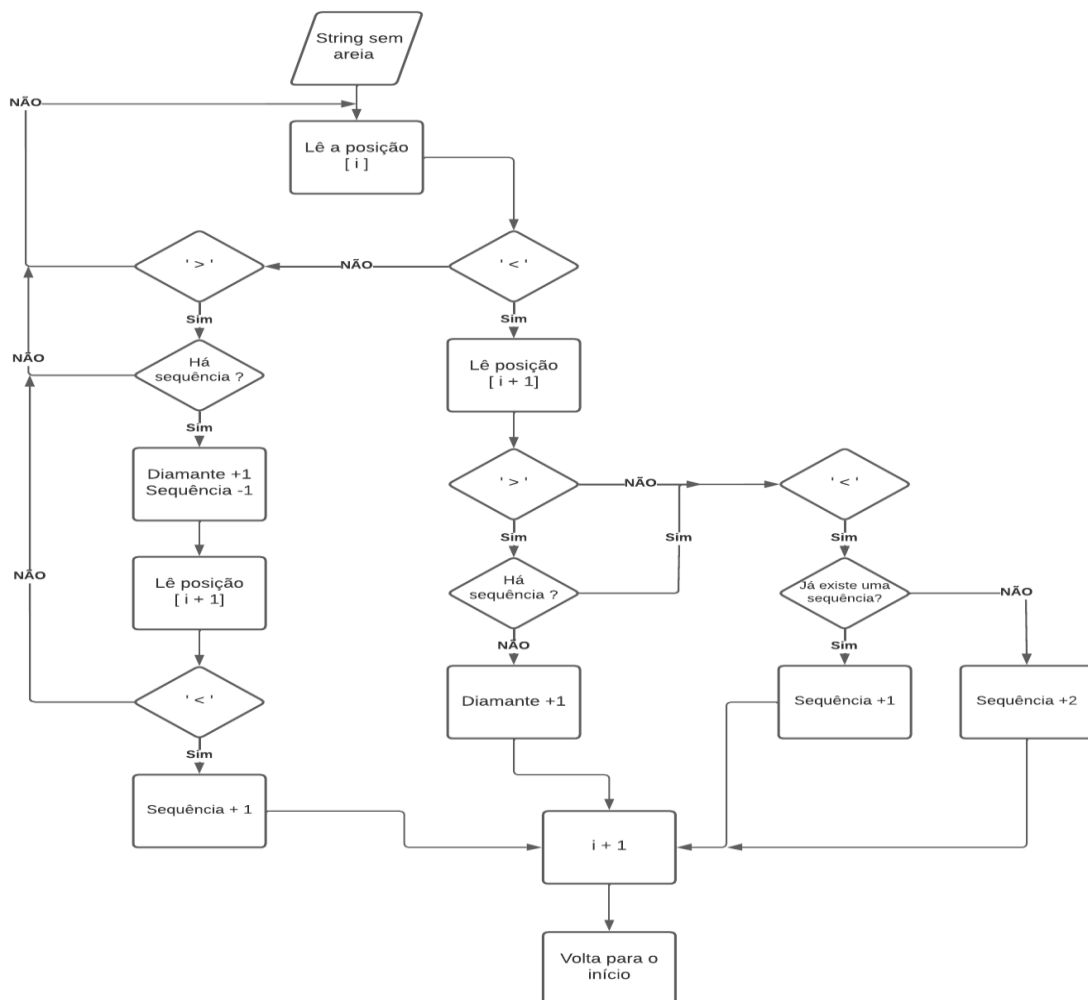 String sem
areia
NÃO
Lê a posição
[ i ]
' > '
NÃO
' < '
Sim
Sim
NÃO
Há
sequência ?
Lê posição
[ i + 1]
Sim
Diamante +1
Sequência -1
' > '
NÃO
' < '
Sim
Sim
Sim
NÃO
Lê posição
[ i + 1]
Há
sequência ?
Já existe uma
sequência?
NÃO
NÃO
Sim
' < '
Diamante +1
Sequência +1
Sequência +2
Sim
Sequência + 1
i + 1
Volta para o
início